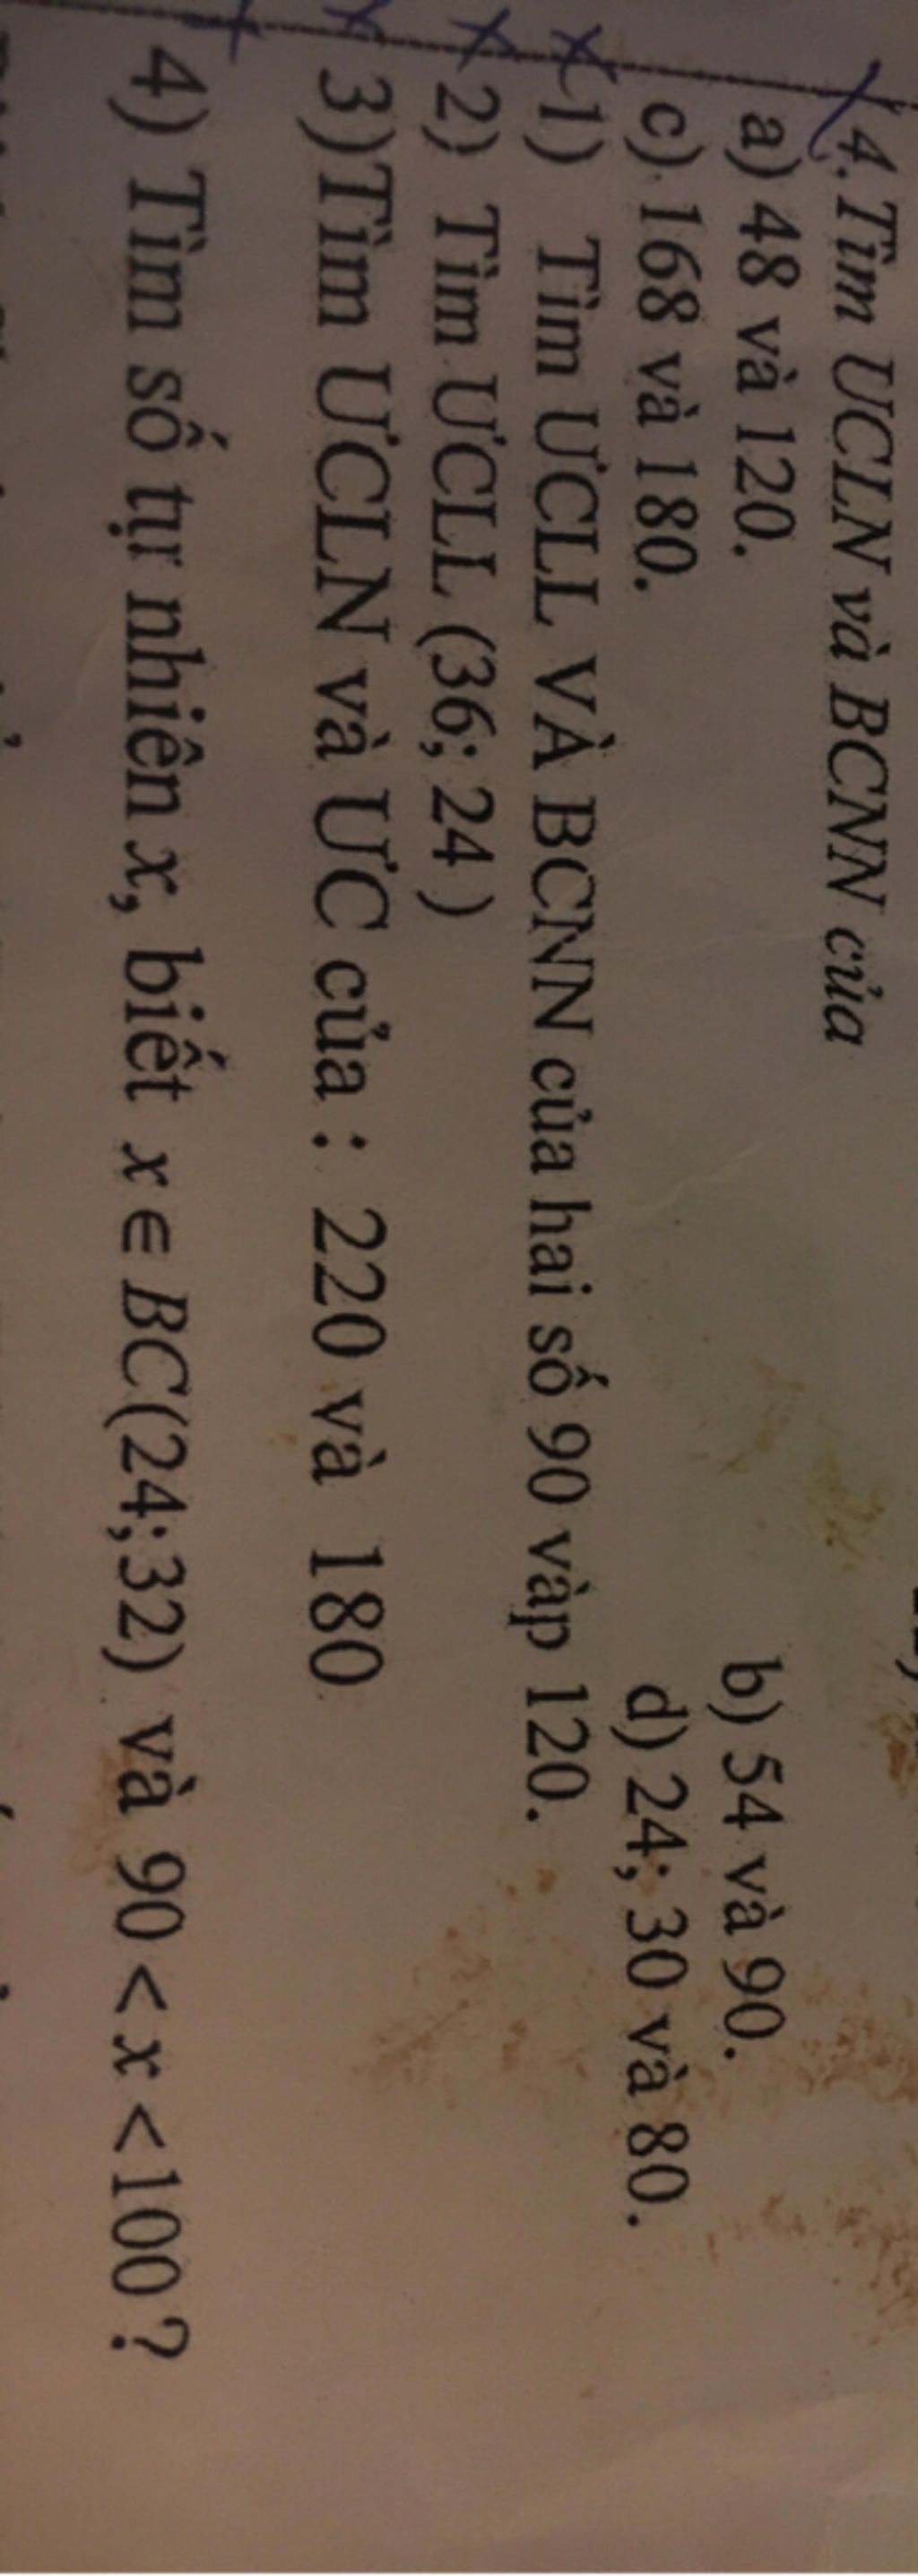 4. Tìm ƯCLN và BCNN của
a) 48 và 120. b) 54 và 90.
c) 168 và 180. d) 24; 30 và 80.
1) Tìm ƯCLL VÀ BCNN của hai số 90 vàp 120.
2) Tìm ƯCLL (36; 24 )
3)Tìm ƯCLN và ƯC của : 220 và 180
4) Tìm số tự nhiên x, biết x ∈ BC(24;32) và 90 < x < 100 ?